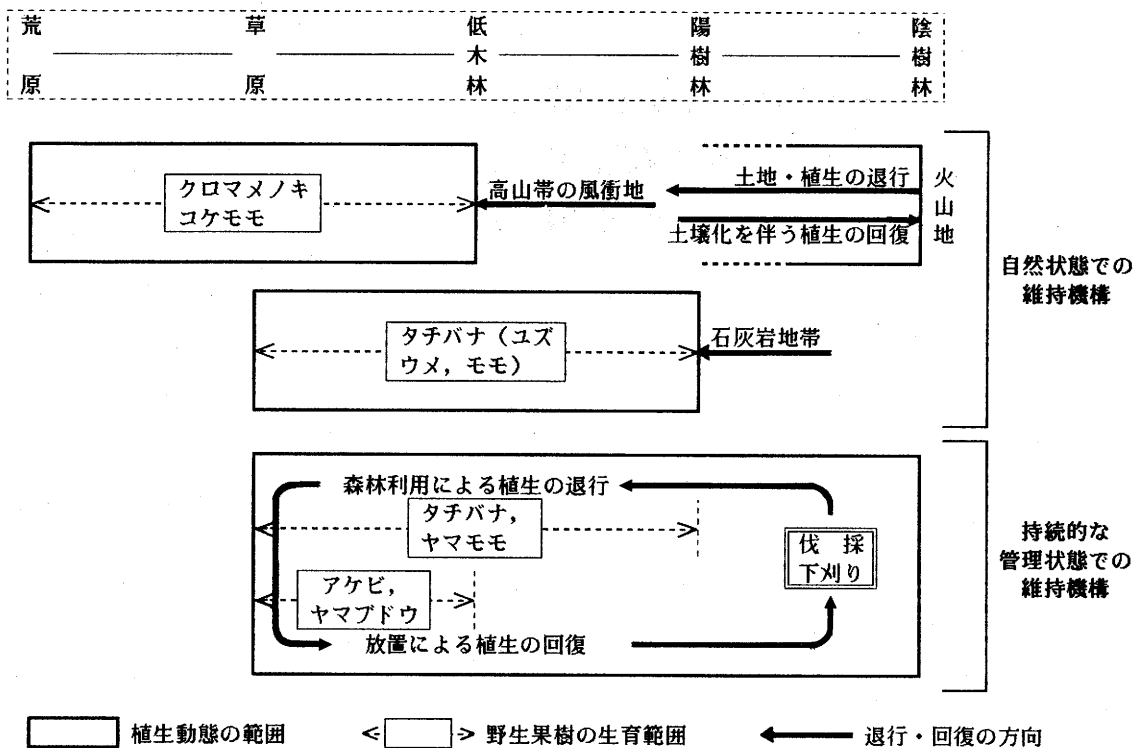 荒原 草原 低木林 陽樹林 陰樹林
クロマメノキ
コケモモ
高山帯の風衝地
土地・植生の退行
土壌化を伴う植生の回復
火山地
タチバナ（ユズ
ウメ，モモ）
石灰岩地帯
自然状態での
維持機構
森林利用による植生の退行
タチバナ，
ヤマモモ
アケビ，
ヤマブドウ
放置による植生の回復
伐採
下刈り
持続的な
管理状態での
維持機構
植生動態の範囲
野生果樹の生育範囲
退行・回復の方向